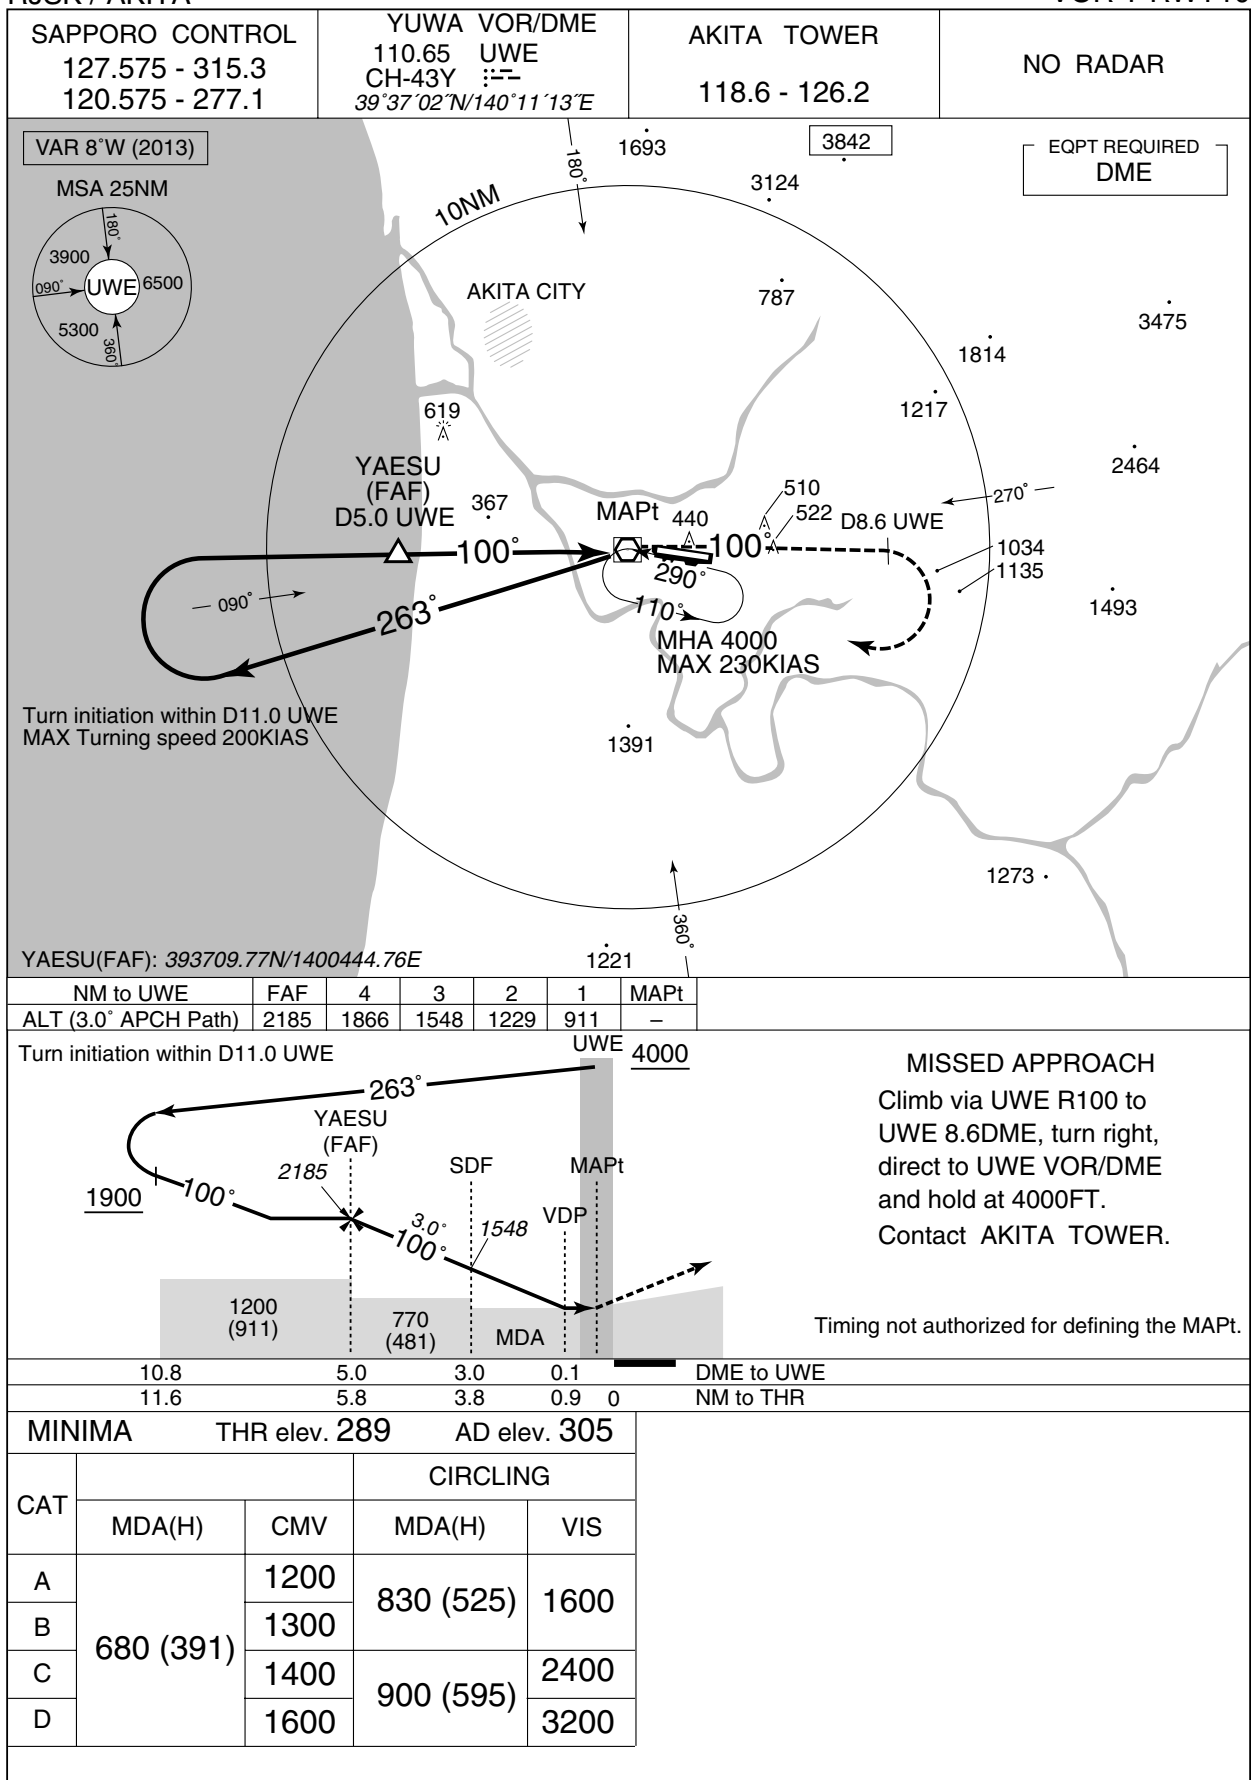 SAPPORO CONTROL
127.575 - 315.3
120.575 - 277.1
YUWA VOR/DME
110.65 UWE
CH-43Y
39°37´02˝N/140°11´13˝E
AKITA TOWER
118.6 - 126.2
NO RADAR
VAR 8°W (2013)
MSA 25NM
180°
3900
090°
UWE
6500
5300
360°
180°
1693
3842
EQPT REQUIRED
DME
3124
10NM
AKITA CITY
787
3475
1814
1217
619
2464
YAESU
(FAF)
D5.0 UWE
367
MAPt
440
510
522
D8.6 UWE
270°
100°
100°
1034
1135
290°
090°
263°
110°
1493
MHA 4000
MAX 230KIAS
Turn initiation within D11.0 UWE
MAX Turning speed 200KIAS
1391
1273
360°
YAESU(FAF): 393709.77N/1400444.76E
1221
NM to UWE FAF 4 3 2 1 MAPt
ALT (3.0° APCH Path) 2185 1866 1548 1229 911 –
Turn initiation within D11.0 UWE
UWE 4000
263°
YAESU
(FAF)
2185
SDF
MAPt
1900
100°
3.0°
100°
1548
VDP
1200
(911)
770
(481)
MDA
MISSED APPROACH
Climb via UWE R100 to
UWE 8.6DME, turn right,
direct to UWE VOR/DME
and hold at 4000FT.
Contact AKITA TOWER.
Timing not authorized for defining the MAPt.
10.8 5.0 3.0 0.1 DME to UWE
11.6 5.8 3.8 0.9 0 NM to THR
MINIMA THR elev. 289 AD elev. 305
CAT
CIRCLING
MDA(H) CMV MDA(H) VIS
A 680 (391) 1200 830 (525) 1600
B 1300
C 1400 900 (595) 2400
D 1600 3200